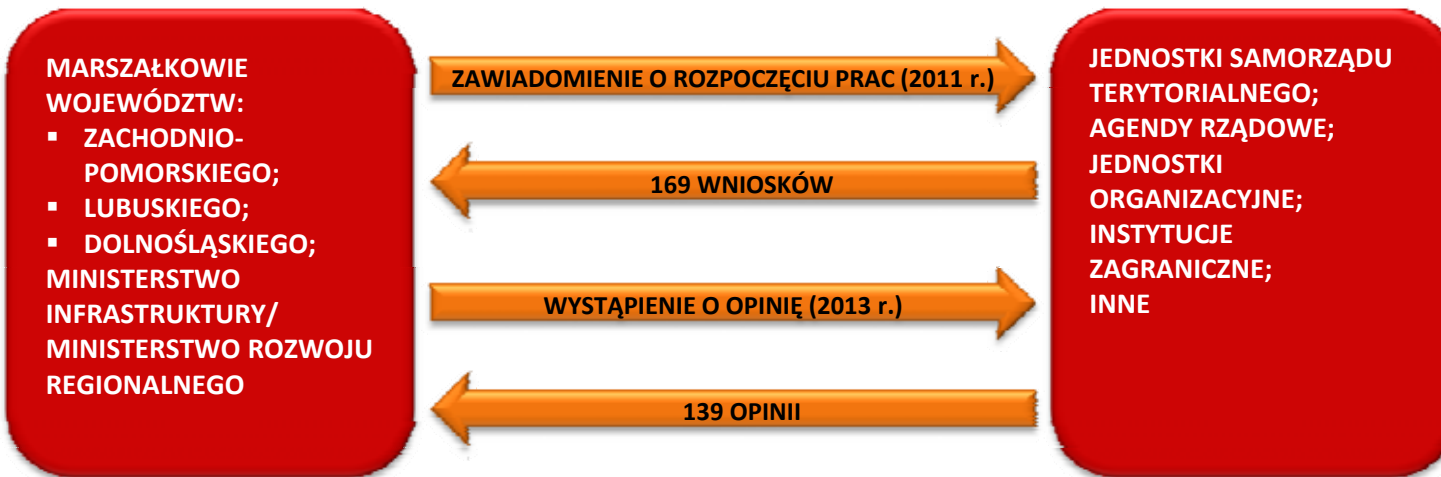 MARSZAŁKOWIE
WOJEWÓDZTW:
▪ ZACHODNIO-
POMORSKIEGO;
▪ LUBUSKIEGO;
▪ DOLNOŚLĄSKIEGO;
MINISTERSTWO
INFRASTRUKTURY/
MINISTERSTWO ROZWOJU
REGIONALNEGO
ZAWIADOMIENIE O ROZPOCZĘCIU PRAC (2011 r.)
169 WNIOSKÓW
WYSTĄPIENIE O OPINIĘ (2013 r.)
139 OPINII
JEDNOSTKI SAMORZĄDU
TERYTORIALNEGO;
AGENDY RZĄDOWE;
JEDNOSTKI
ORGANIZACYJNE;
INSTYTUCJE
ZAGRANICZNE;
INNE